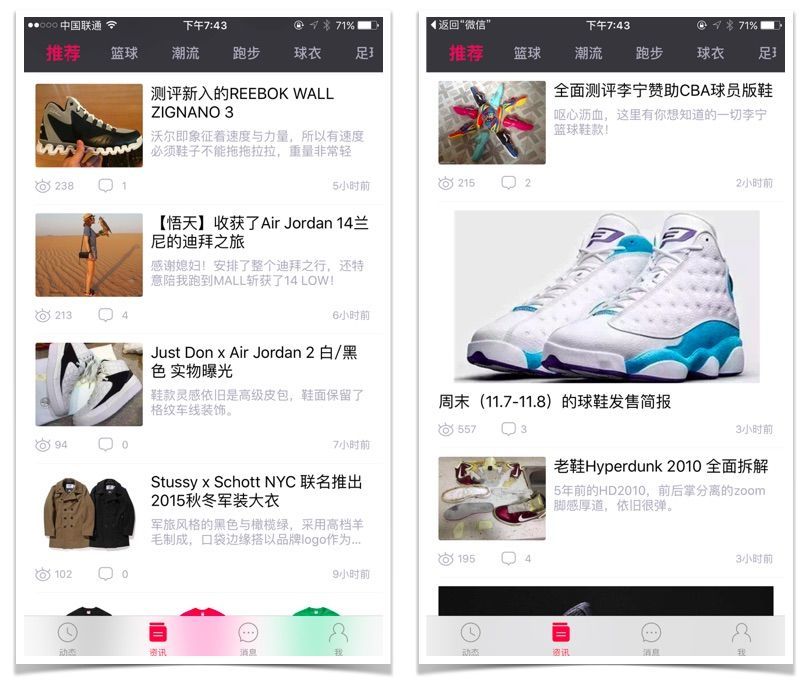 中国联通 下午7:43 71%
推荐 篮球 潮流 跑步 球衣 足球
测评新入的REEBOK WALL
ZIGNANO 3
沃尔即象征着速度与力量，所以有速度
必须鞋子不能拖拖拉拉，重量非常轻
238 1 5小时前
【悟天】收获了Air Jordan 14兰
尼的迪拜之旅
感谢媳妇！安排了整个迪拜之行，还特
意陪我跑到MALL斩获了14 LOW！
213 4 6小时前
Just Don x Air Jordan 2 白/黑
色 实物曝光
鞋款灵感依旧是高级皮包，鞋面保留了
格纹车线装饰。
94 0 7小时前
Stussy x Schott NYC 联名推出
2015秋冬军装大衣
军旅风格的黑色与橄榄绿，采用高档羊
毛制成，口袋边缘搭以品牌logo作为...
102 0 9小时前
动态 资讯 消息 我
返回“微信” 下午7:43 71%
推荐 篮球 潮流 跑步 球衣 足球
全面测评李宁赞助CBA球员版鞋
呕心沥血，这里有你想知道的一切李宁
篮球鞋款！
215 2 2小时前
周末（11.7-11.8）的球鞋发售简报
557 3 3小时前
老鞋Hyperdunk 2010 全面拆解
5年前的HD2010，前后掌分离的zoom
脚感厚道，依旧很弹。
195 4 3小时前
动态 资讯 消息 我